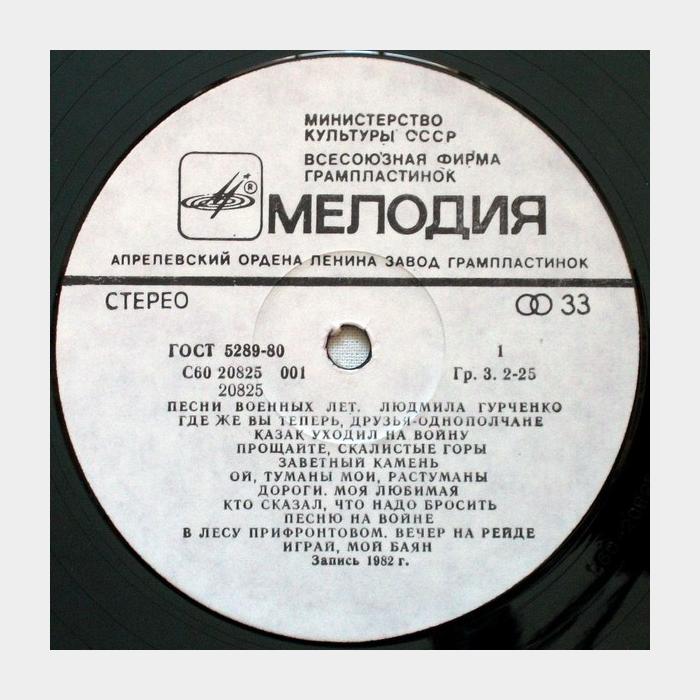 МИНИСТЕРСТВО
КУЛЬТУРЫ СССР
ВСЕСОЮЗНАЯ ФИРМА
ГРАМПЛАСТИНОК
®
МЕЛОДИЯ
АПРЕЛЕВСКИЙ ОРДЕНА ЛЕНИНА ЗАВОД ГРАМПЛАСТИНОК
СТЕРЕО 33
ГОСТ 5289-80 1
С60 20825 001 Гр. 3. 2-25
20825
ПЕСНИ ВОЕННЫХ ЛЕТ. ЛЮДМИЛА ГУРЧЕНКО
ГДЕ ЖЕ ВЫ ТЕПЕРЬ, ДРУЗЬЯ-ОДНОПОЛЧАНЕ
КАЗАК УХОДИЛ НА ВОЙНУ
ПРОЩАЙТЕ, СКАЛИСТЫЕ ГОРЫ
ЗАВЕТНЫЙ КАМЕНЬ
ОЙ, ТУМАНЫ МОИ, РАСТУМАНЫ
ДОРОГИ. МОЯ ЛЮБИМАЯ
КТО СКАЗАЛ, ЧТО НАДО БРОСИТЬ
ПЕСНЮ НА ВОЙНЕ
В ЛЕСУ ПРИФРОНТОВОМ. ВЕЧЕР НА РЕЙДЕ
ИГРАЙ, МОЙ БАЯН
Запись 1982 г.